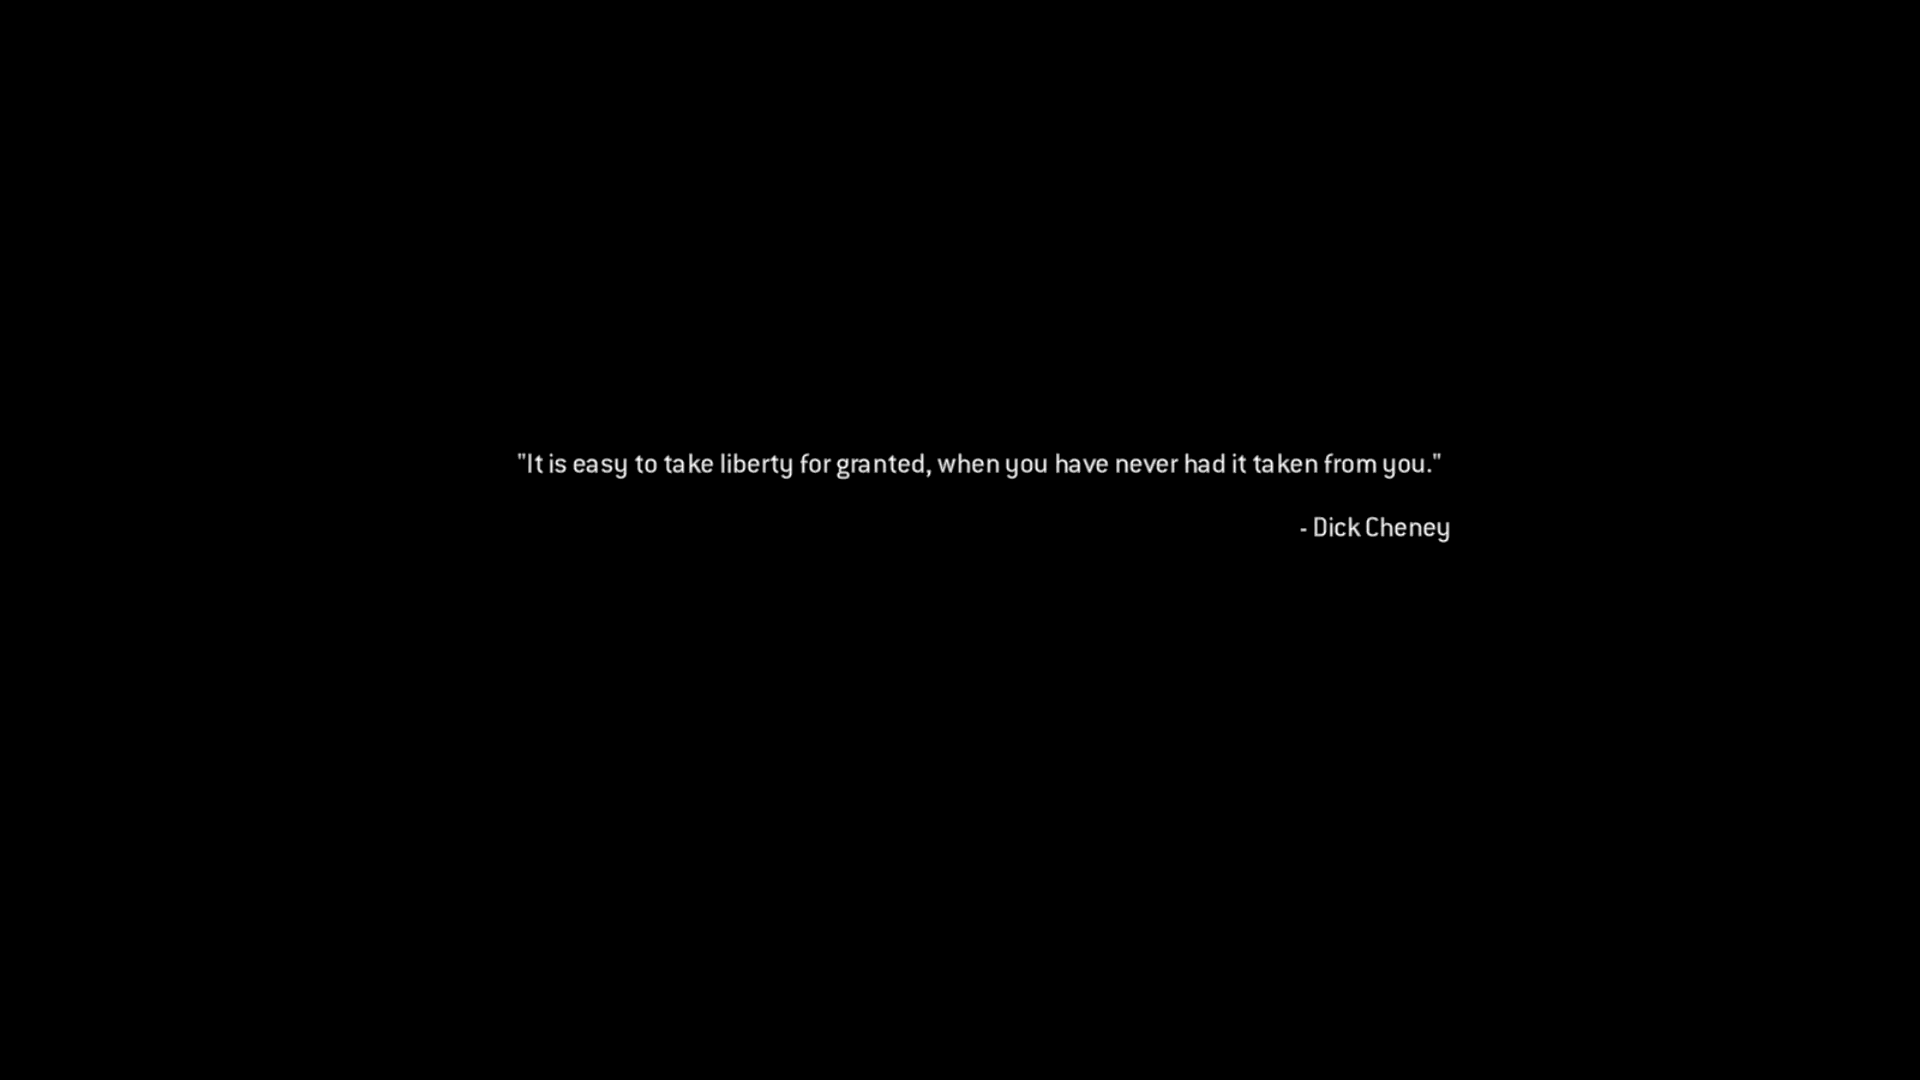 "It is easy to take liberty for granted, when you have never had it taken from you."
- Dick Cheney